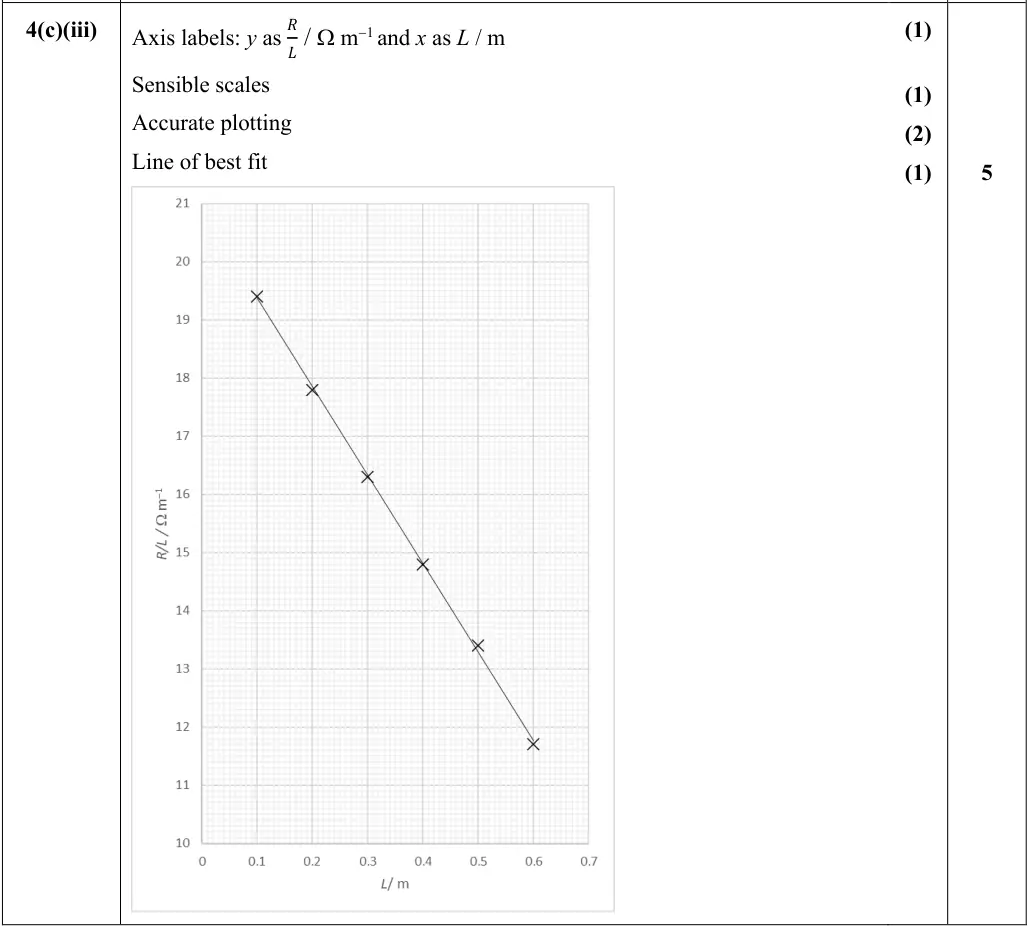 4(c)(iii)
Axis labels: y as R/L / Ω m⁻¹ and x as L / m (1)
Sensible scales (1)
Accurate plotting (2)
Line of best fit (1) 5
21
20
19
18
17
16
15
14
13
12
11
10
R/L / Ω m⁻¹
0 0.1 0.2 0.3 0.4 0.5 0.6 0.7
L/ m